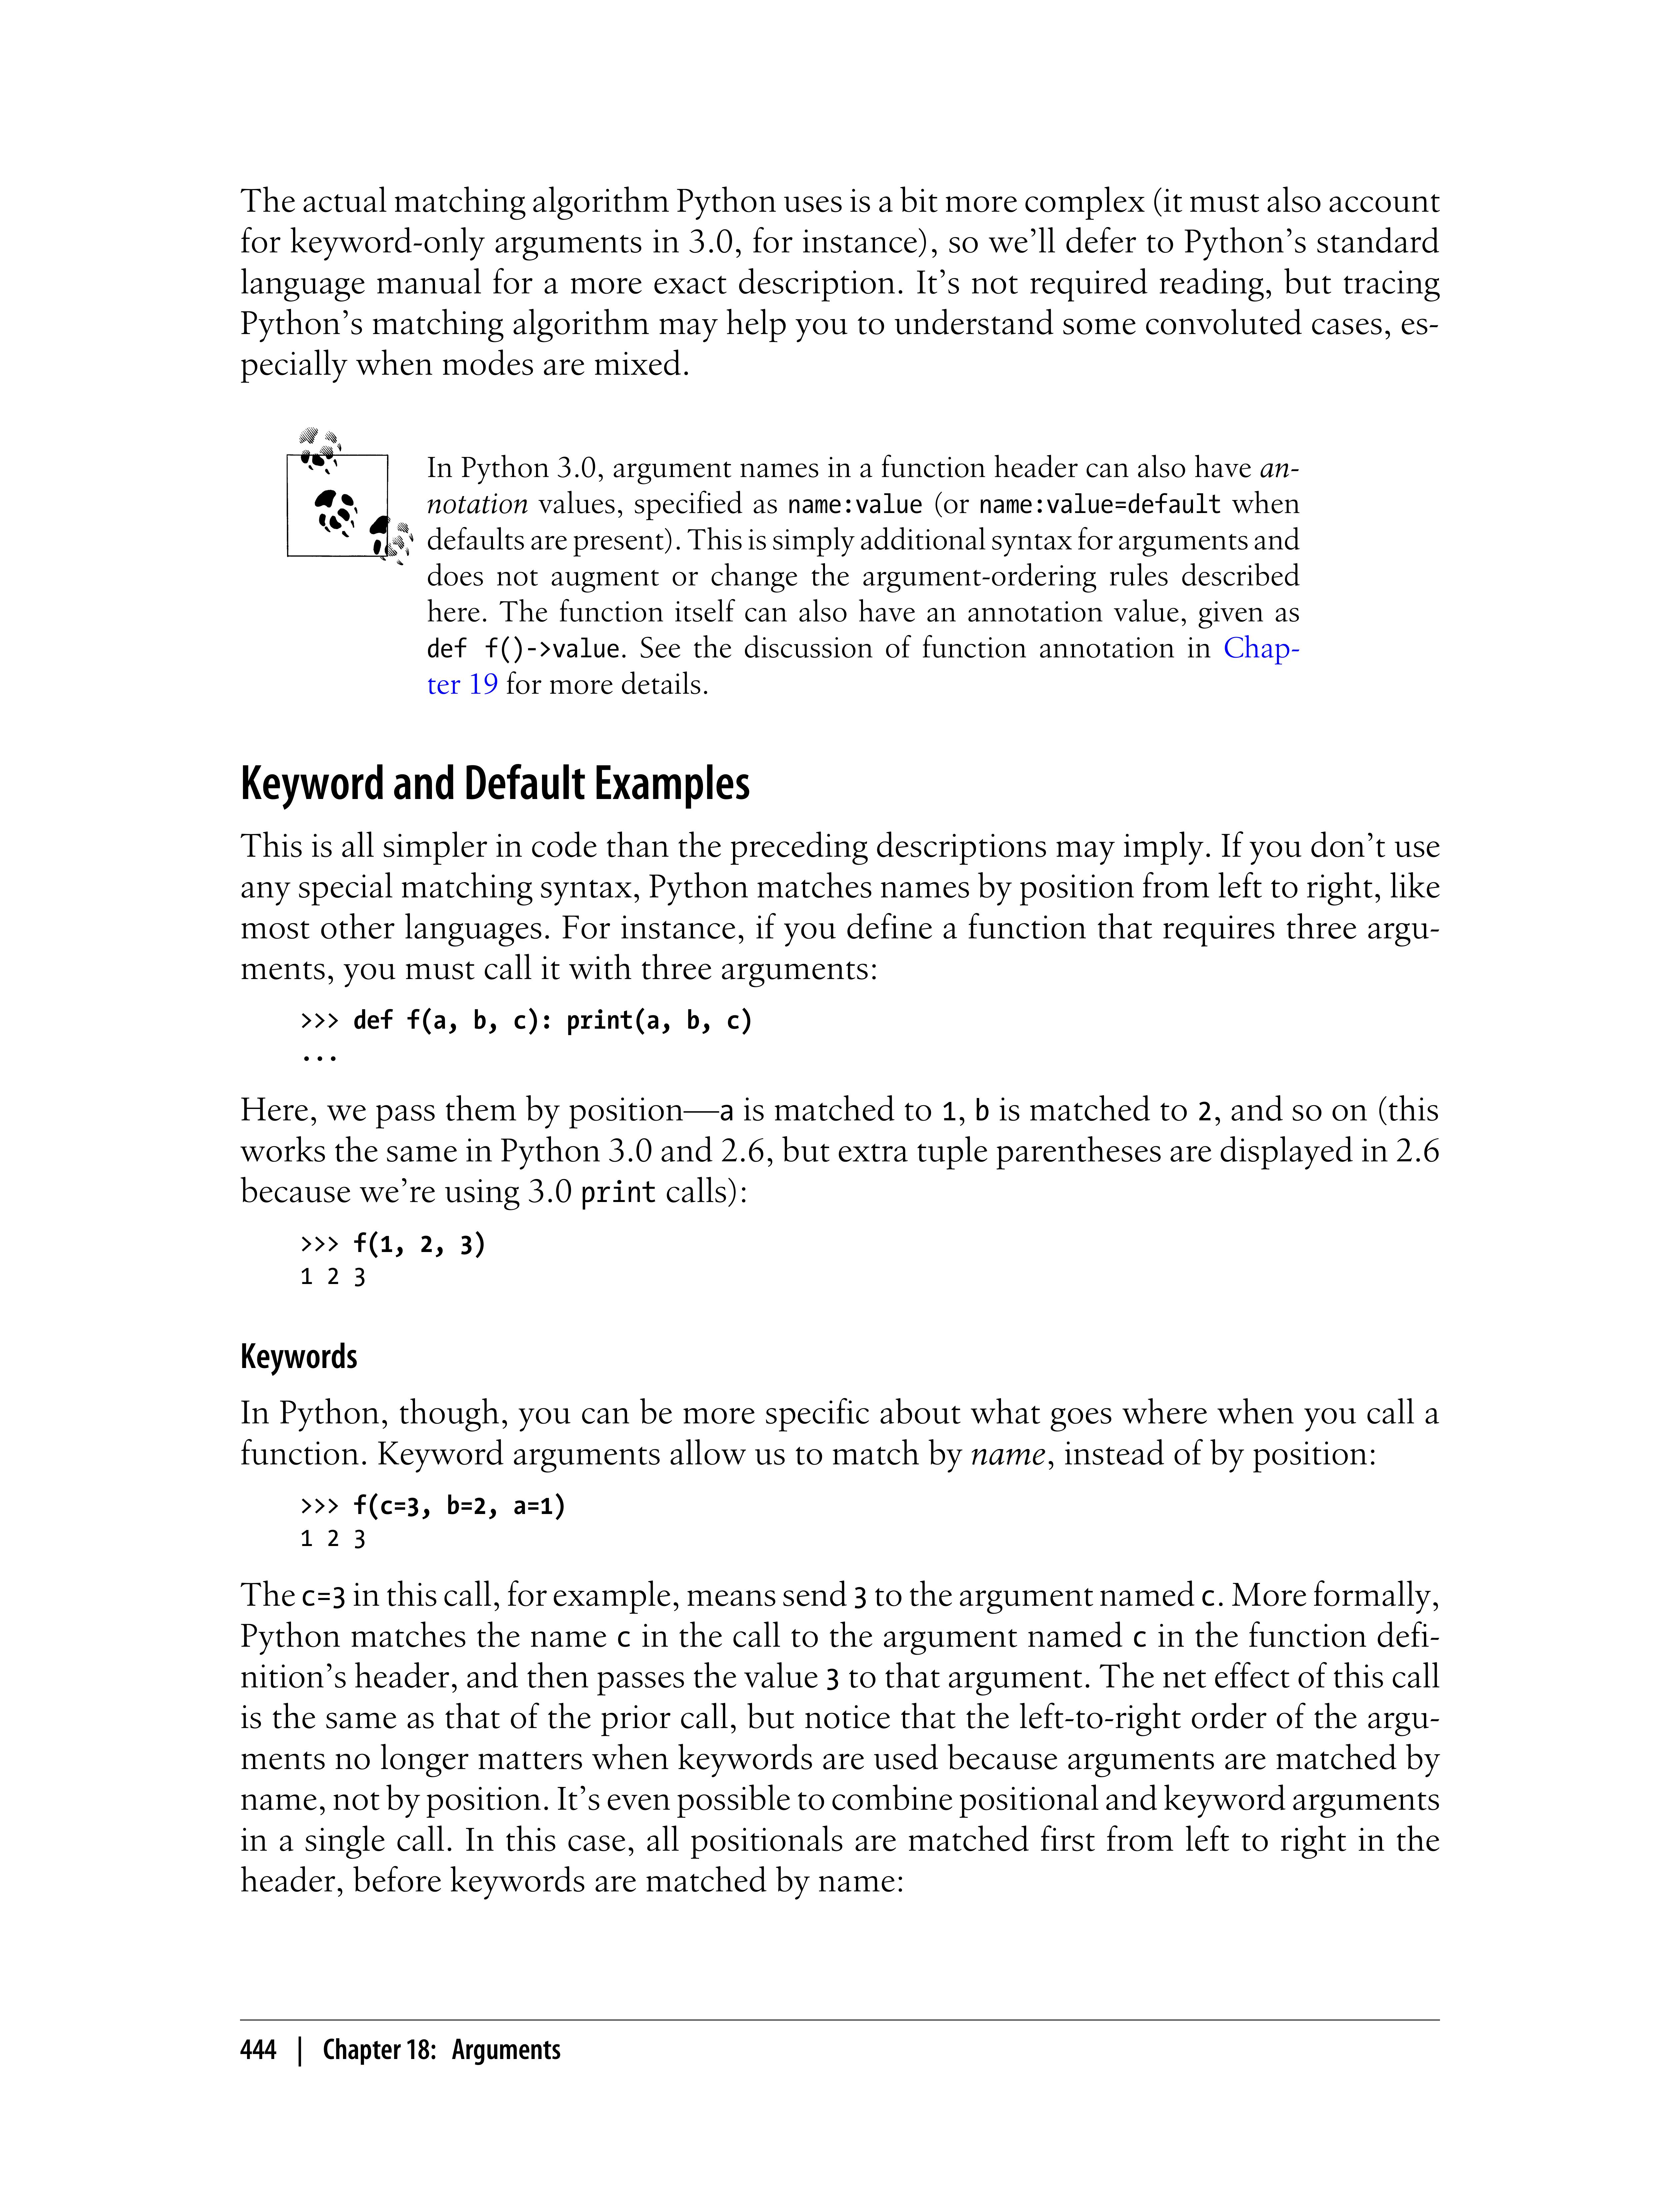 The actual matching algorithm Python uses is a bit more complex (it must also account
for keyword-only arguments in 3.0, for instance), so we’ll defer to Python’s standard
language manual for a more exact description. It’s not required reading, but tracing
Python’s matching algorithm may help you to understand some convoluted cases, es-
pecially when modes are mixed.
In Python 3.0, argument names in a function header can also have an-
notation values, specified as name:value (or name:value=default when
defaults are present). This is simply additional syntax for arguments and
does not augment or change the argument-ordering rules described
here. The function itself can also have an annotation value, given as
def f()->value. See the discussion of function annotation in Chap-
ter 19 for more details.
Keyword and Default Examples
This is all simpler in code than the preceding descriptions may imply. If you don’t use
any special matching syntax, Python matches names by position from left to right, like
most other languages. For instance, if you define a function that requires three argu-
ments, you must call it with three arguments:
>>> def f(a, b, c): print(a, b, c)
...
Here, we pass them by position—a is matched to 1, b is matched to 2, and so on (this
works the same in Python 3.0 and 2.6, but extra tuple parentheses are displayed in 2.6
because we’re using 3.0 print calls):
>>> f(1, 2, 3)
1 2 3
Keywords
In Python, though, you can be more specific about what goes where when you call a
function. Keyword arguments allow us to match by name, instead of by position:
>>> f(c=3, b=2, a=1)
1 2 3
The c=3 in this call, for example, means send 3 to the argument named c. More formally,
Python matches the name c in the call to the argument named c in the function defi-
nition’s header, and then passes the value 3 to that argument. The net effect of this call
is the same as that of the prior call, but notice that the left-to-right order of the argu-
ments no longer matters when keywords are used because arguments are matched by
name, not by position. It’s even possible to combine positional and keyword arguments
in a single call. In this case, all positionals are matched first from left to right in the
header, before keywords are matched by name:
444 | Chapter 18: Arguments